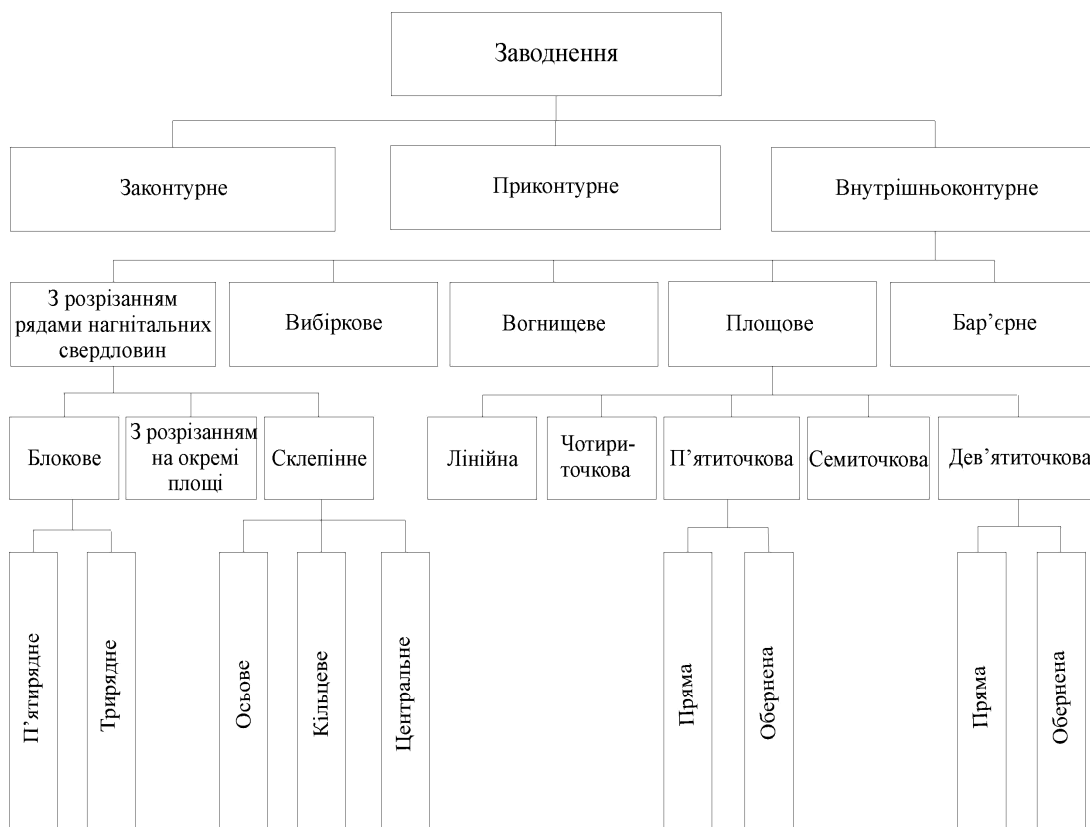 Заводнення
Законтурне
Приконтурне
Внутрішньоконтурне
З розрізанням
рядами нагнітальних
свердловин
Вибіркове
Вогнищеве
Площове
Бар’єрне
Блокове
З розрізанням
на окремі
площі
Склепінне
Лінійна
Чотири-
точкова
П’ятиточкова
Семиточкова
Дев’ятиточкова
П’ятирядне
Трирядне
Осьове
Кільцеве
Центральне
Пряма
Обернена
Пряма
Обернена